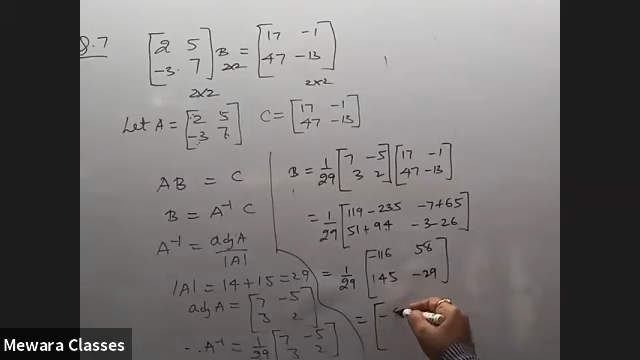 Q.7 [2 5 -3 7]2x2 B2x2 = [17 -1 47 -13]2x2
Let A = [2 5 -3 7] C = [17 -1 47 -13]
AB = C
B = A⁻¹ C
A⁻¹ = adjA/|A|
|A| = 14 + 15 = 29
adjA = [7 -5 3 2]
∴ A⁻¹ = 1/29 [7 -5 3 2]
B = 1/29 [7 -5 3 2] [17 -1 47 -13]
= 1/29 [119-235 -7+65 51+94 -3-26]
= 1/29 [-116 58 145 -29]
= [-
Mewara Classes